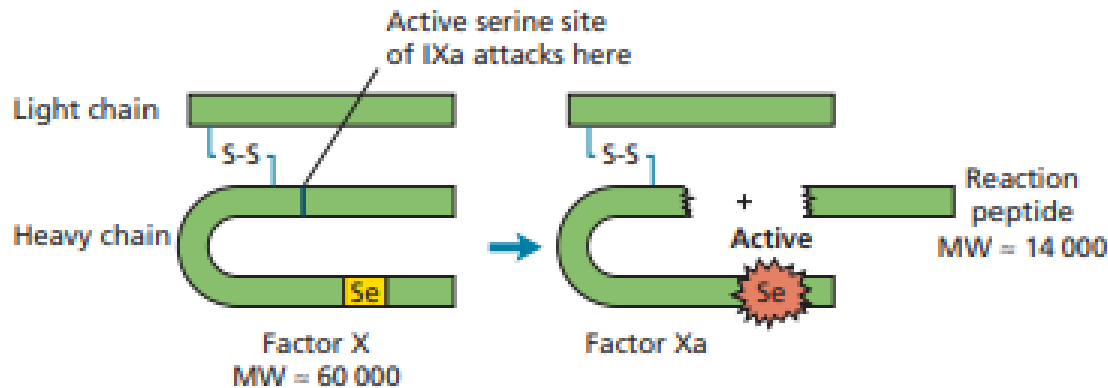 Active serine site
of IXa attacks here
Light chain
S-S
S-S
Heavy chain
Reaction
peptide
MW = 14 000
+
Active
Se
Se
Factor X
MW = 60 000
Factor Xa